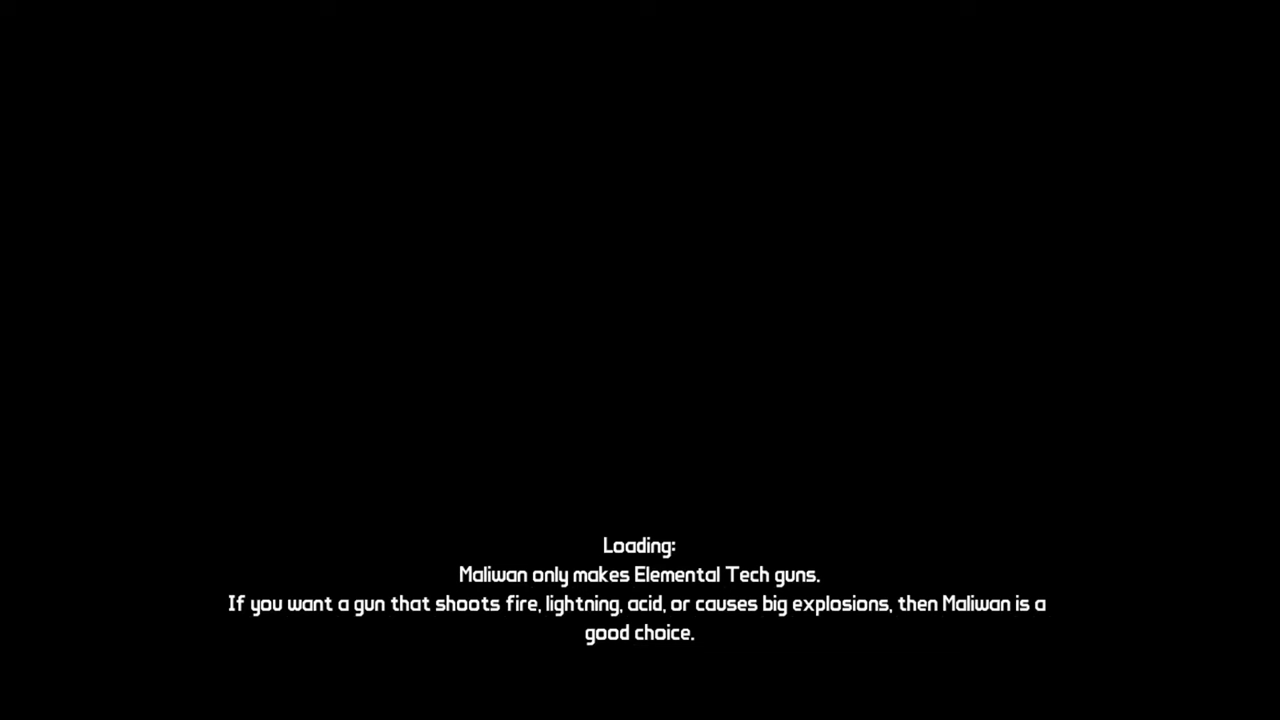 Loading:
Maliwan only makes Elemental Tech guns.
If you want a gun that shoots fire, lightning, acid, or causes big explosions, then Maliwan is a
good choice.